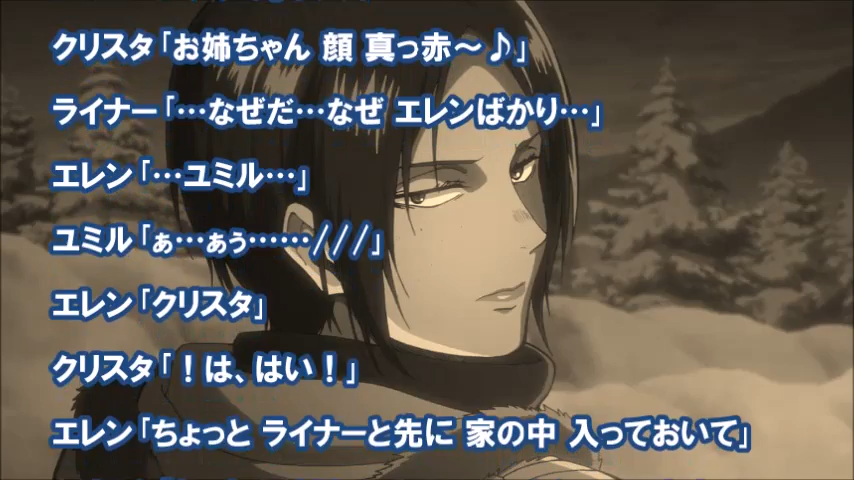 クリスタ「お姉ちゃん 顔 真っ赤～♪」
ライナー「…なぜだ…なぜ エレンばかり…」
エレン「…ユミル…」
ユミル「ぁ…ぁぅ……///」
エレン「クリスタ」
クリスタ「！は、はい！」
エレン「ちょっと ライナーと先に 家の中 入っておいて」